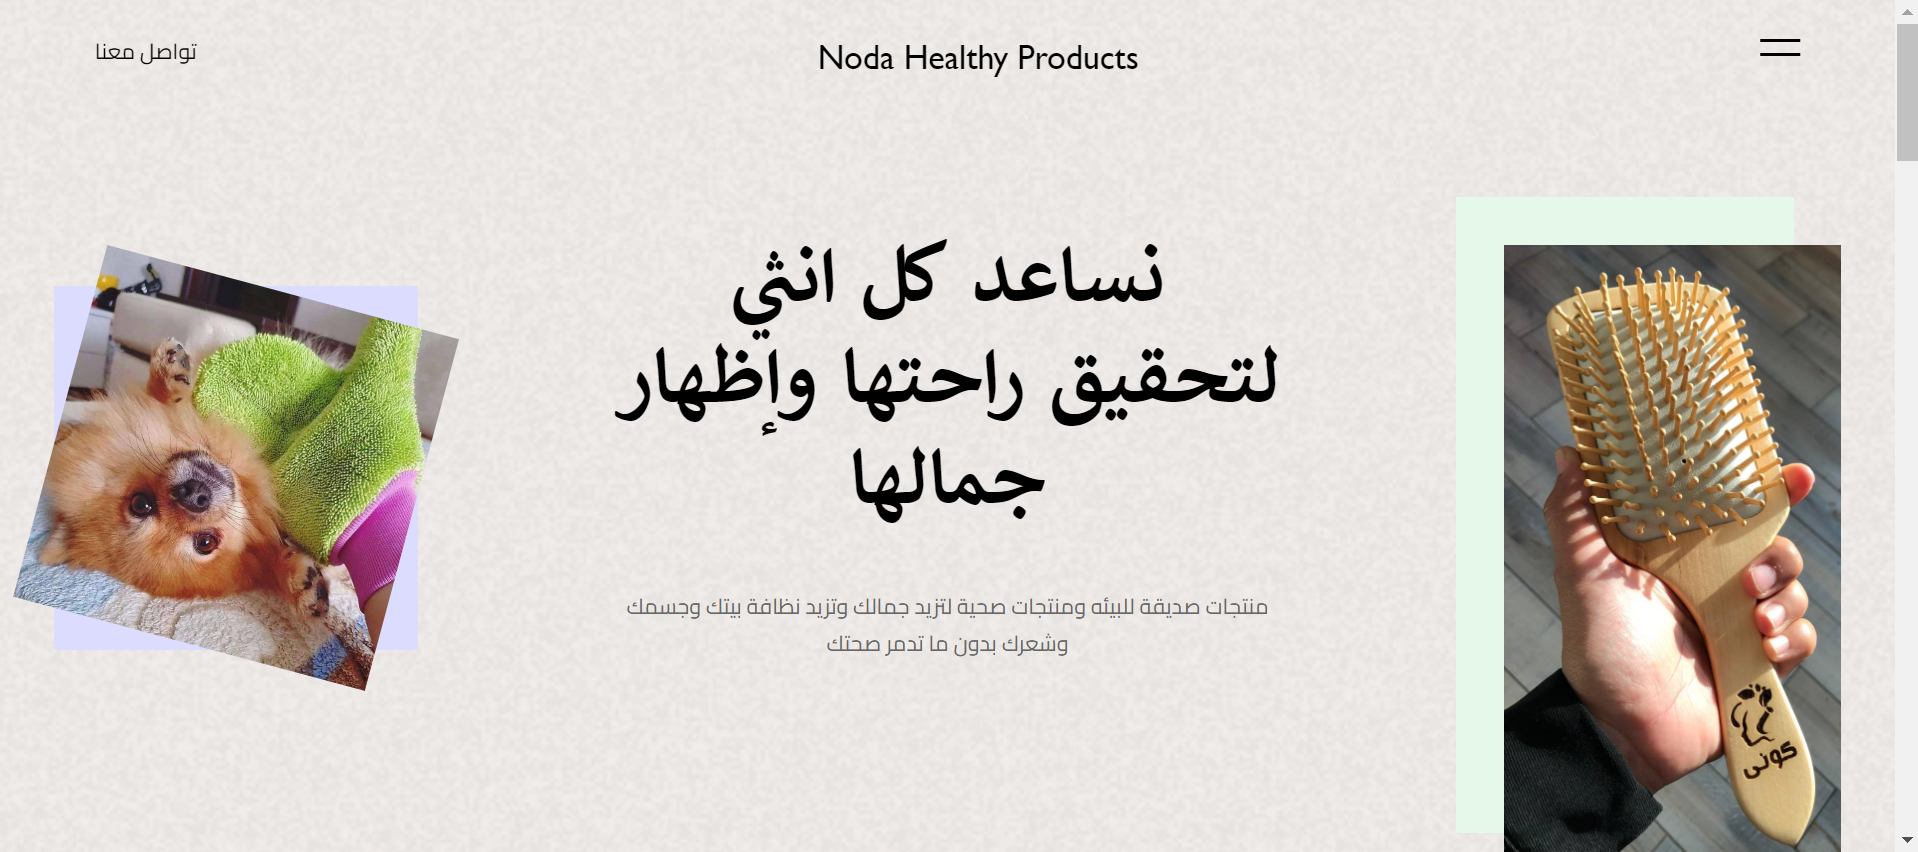 تواصل معنا
Noda Healthy Products
نساعد كل انثي
لتحقيق راحتها وإظهار
جمالها
منتجات صديقة للبيئه ومنتجات صحية لتزيد جمالك وتزيد نظافة بيتك وجسمك
وشعرك بدون ما تدمر صحتك
كونى